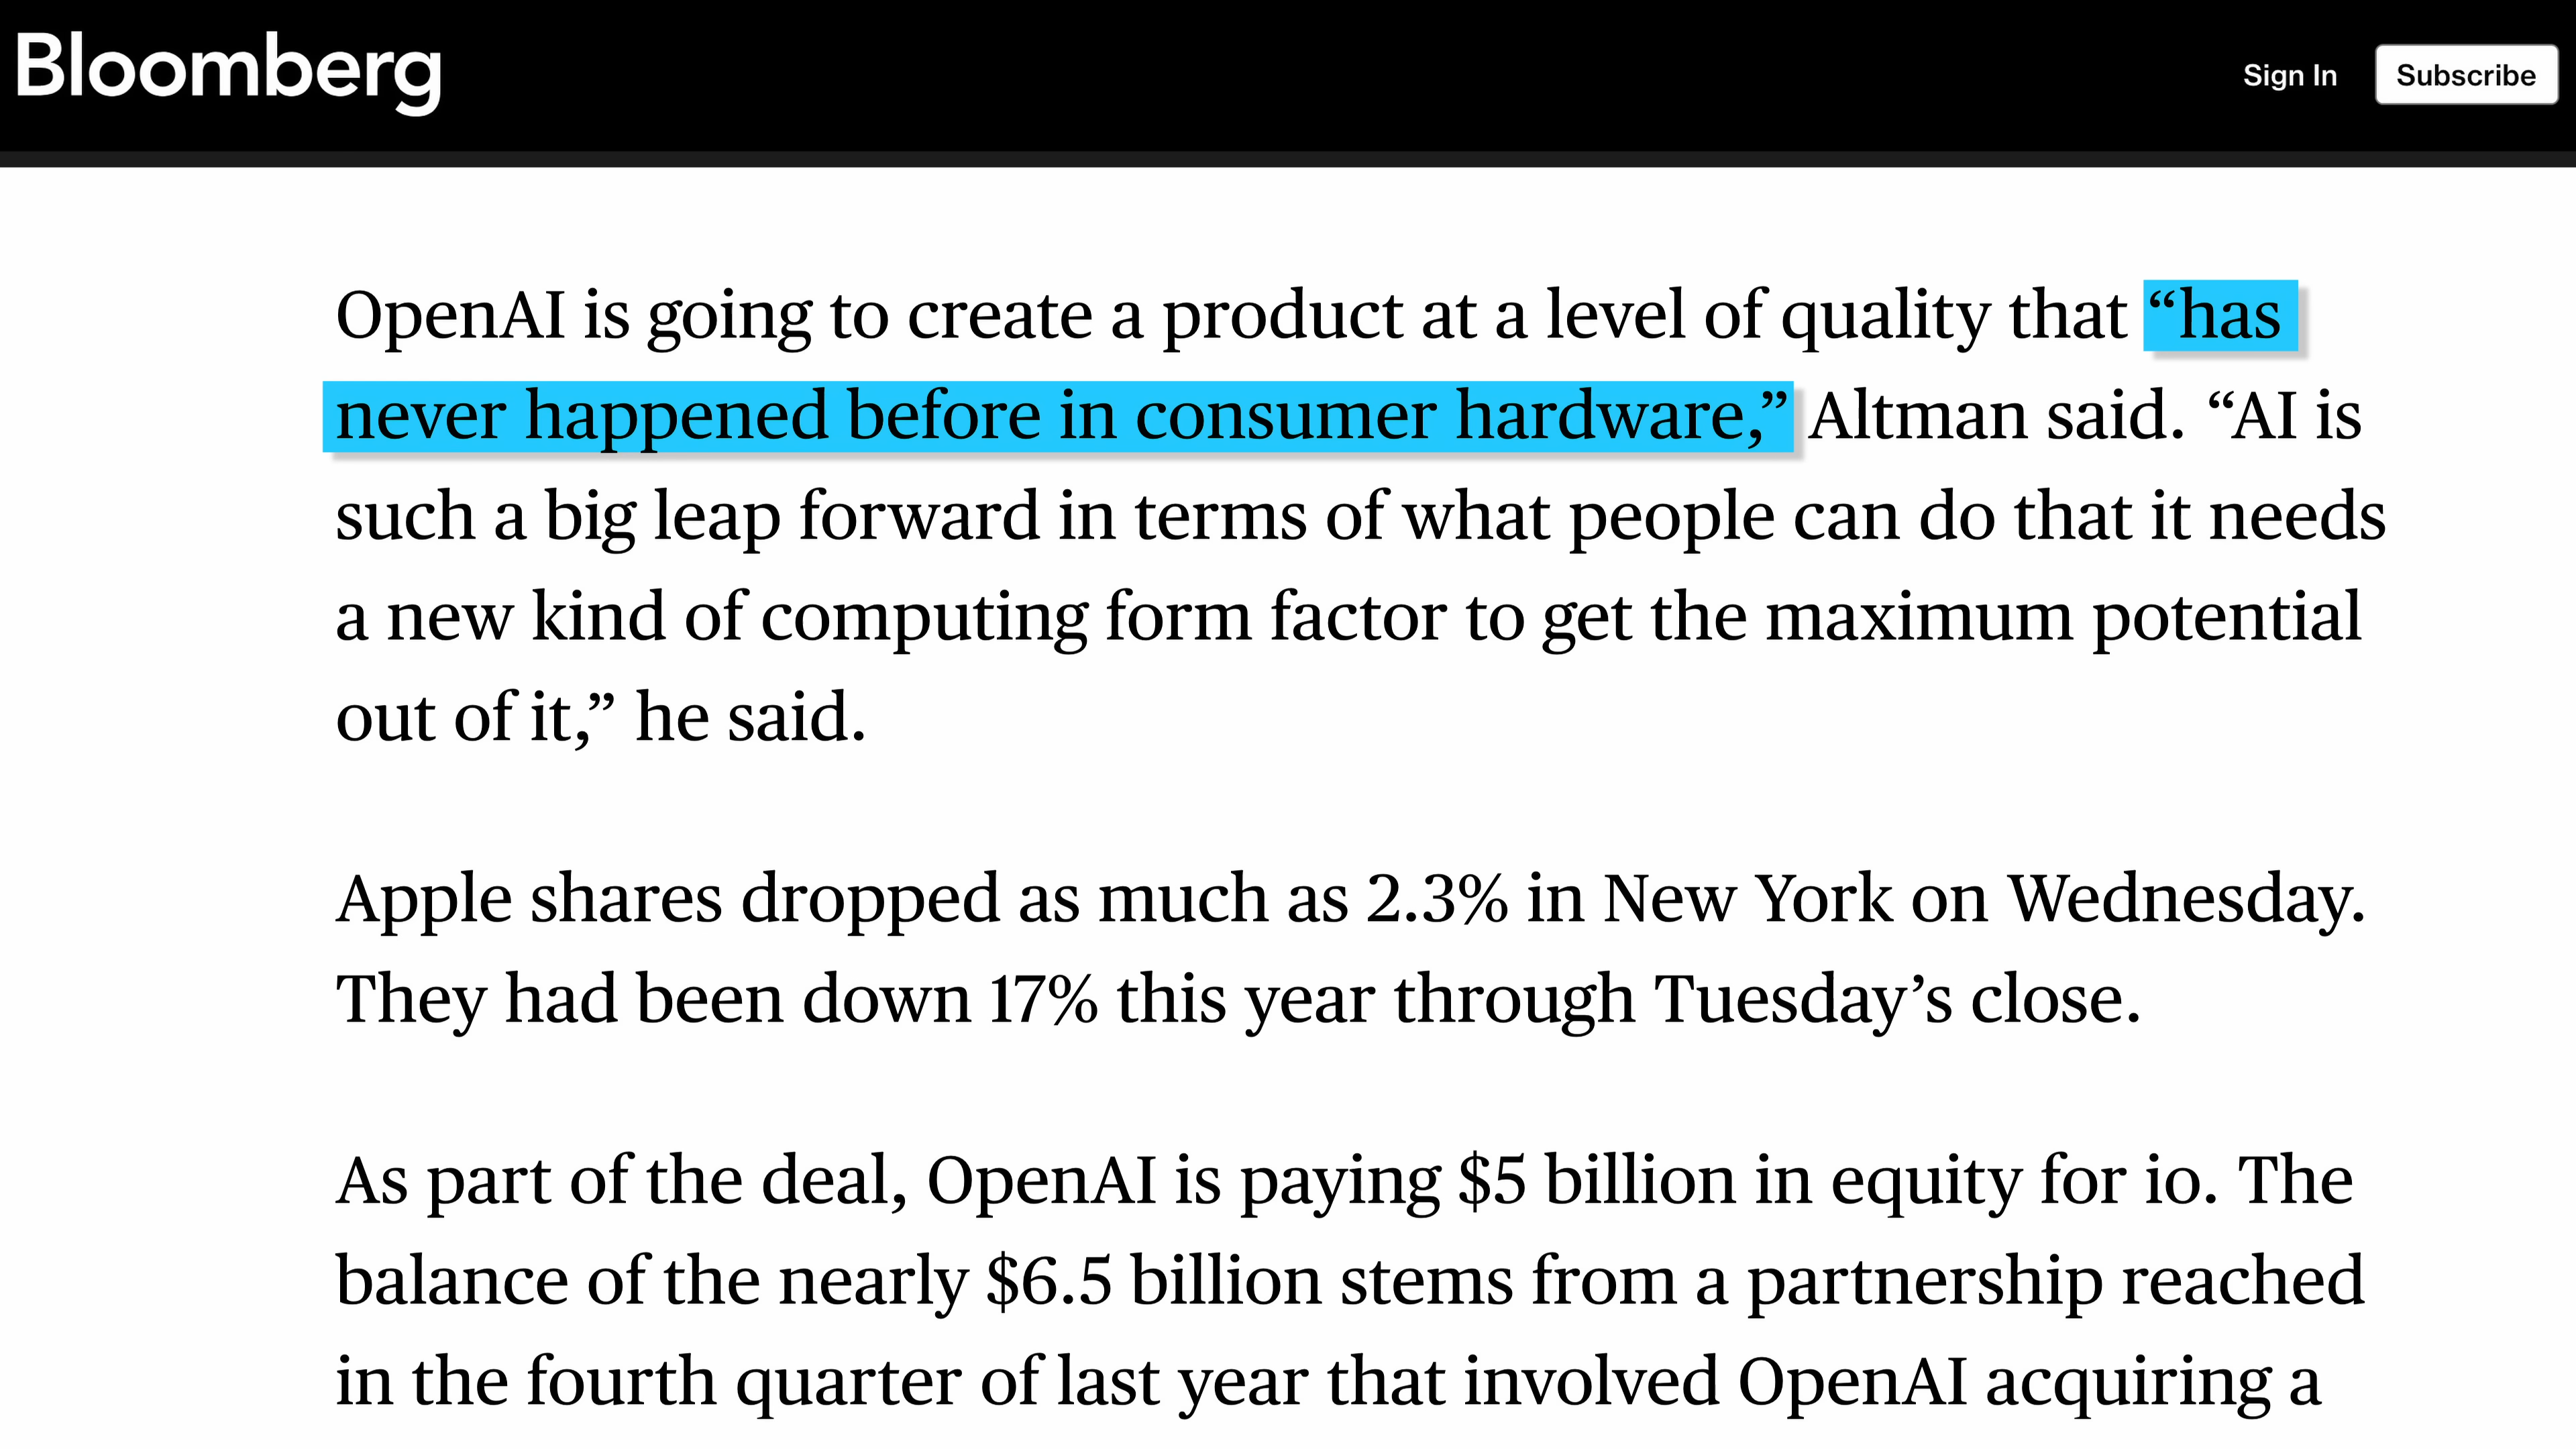 Bloomberg
Sign In
Subscribe
OpenAI is going to create a product at a level of quality that “has
never happened before in consumer hardware,” Altman said. “AI is
such a big leap forward in terms of what people can do that it needs
a new kind of computing form factor to get the maximum potential
out of it,” he said.
Apple shares dropped as much as 2.3% in New York on Wednesday.
They had been down 17% this year through Tuesday’s close.
As part of the deal, OpenAI is paying $5 billion in equity for io. The
balance of the nearly $6.5 billion stems from a partnership reached
in the fourth quarter of last year that involved OpenAI acquiring a